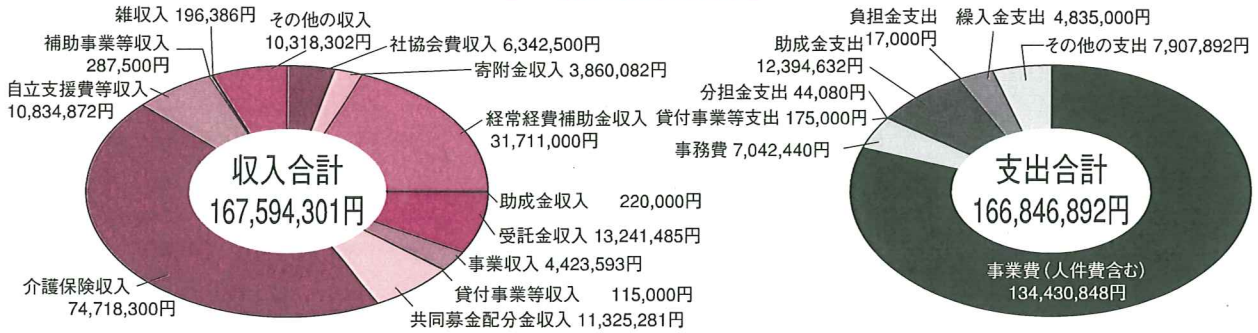 雑収入 196,386円
その他の収入
10,318,302円
社協会費収入 6,342,500円
寄附金収入 3,860,082円
経常経費補助金収入
31,711,000円
助成金収入 220,000円
受託金収入 13,241,485円
事業収入 4,423,593円
貸付事業等収入 115,000円
共同募金配分金収入 11,325,281円
介護保険収入
74,718,300円
自立支援費等収入
10,834,872円
補助事業等収入
287,500円
収入合計
167,594,301円
負担金支出
17,000円
繰入金支出 4,835,000円
その他の支出 7,907,892円
助成金支出
12,394,632円
分担金支出 44,080円
貸付事業等支出 175,000円
事務費 7,042,440円
支出合計
166,846,892円
事業費(人件費含む)
134,430,848円